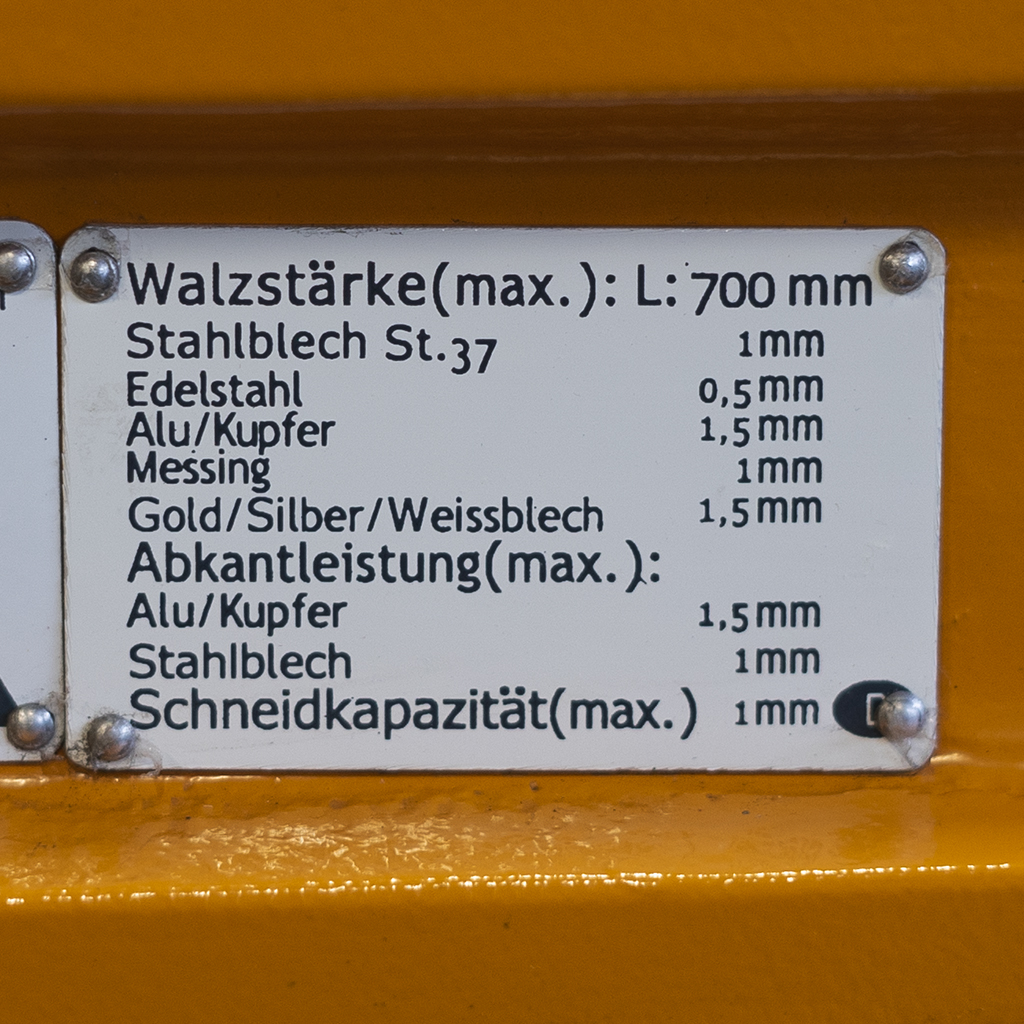 Walzstärke(max.): L: 700 mm
Stahlblech St.37 1mm
Edelstahl 0,5mm
Alu/Kupfer 1,5mm
Messing 1mm
Gold/Silber/Weissblech 1,5mm
Abkantleistung(max.):
Alu/Kupfer 1,5mm
Stahlblech 1mm
Schneidkapazität(max.) 1mm